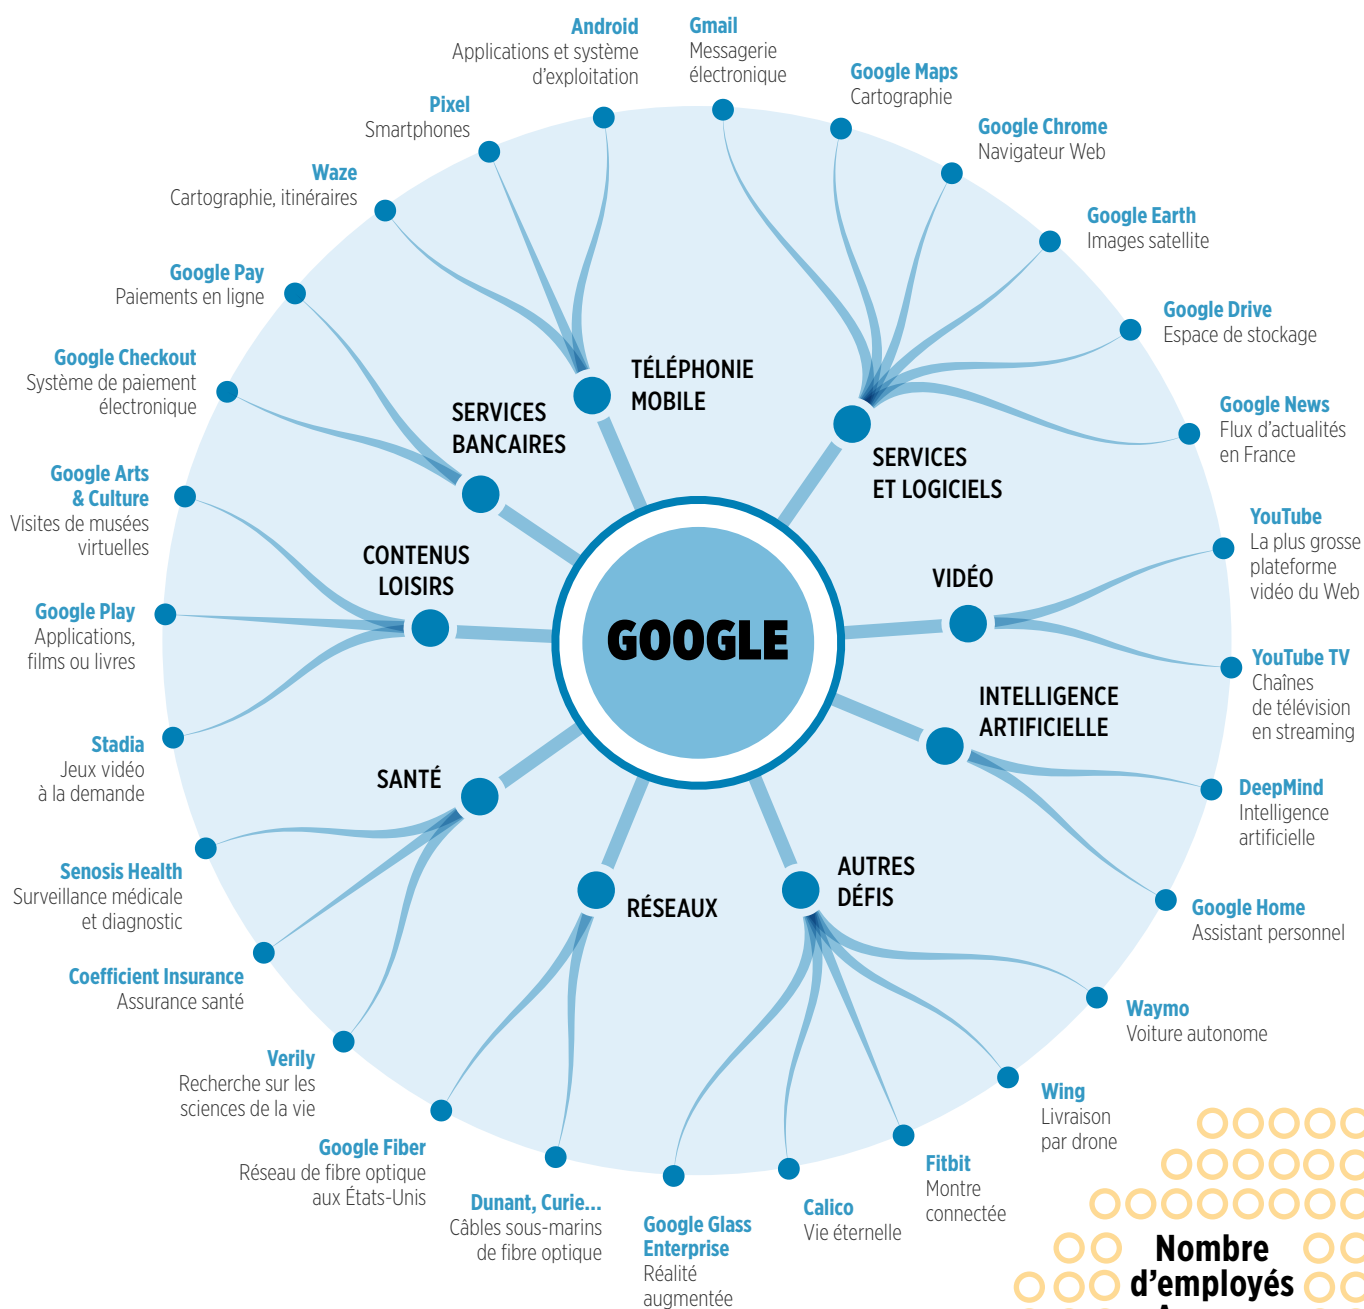 Android
Applications et système
d'exploitation
Gmail
Messagerie
électronique
Google Maps
Cartographie
Google Chrome
Navigateur Web
Google Earth
Images satellite
Google Drive
Espace de stockage
Google News
Flux d'actualités
en France
YouTube
La plus grosse
plateforme
vidéo du Web
YouTube TV
Chaînes
de télévision
en streaming
DeepMind
Intelligence
artificielle
Google Home
Assistant personnel
Waymo
Voiture autonome
Wing
Livraison
par drone
Fitbit
Montre
connectée
Calico
Vie éternelle
Google Glass
Enterprise
Réalité
augmentée
Dunant, Curie...
Câbles sous-marins
de fibre optique
Google Fiber
Réseau de fibre optique
aux États-Unis
Verily
Recherche sur les
sciences de la vie
Coefficient Insurance
Assurance santé
Senosis Health
Surveillance médicale
et diagnostic
Stadia
Jeux vidéo
à la demande
Google Play
Applications,
films ou livres
Google Arts
& Culture
Visites de musées
virtuelles
Google Checkout
Système de paiement
électronique
Google Pay
Paiements en ligne
Waze
Cartographie, itinéraires
Pixel
Smartphones
TÉLÉPHONIE
MOBILE
SERVICES
BANCAIRES
SERVICES
ET LOGICIELS
CONTENUS
LOISIRS
VIDÉO
GOOGLE
INTELLIGENCE
ARTIFICIELLE
SANTÉ
AUTRES
DÉFIS
RÉSEAUX
Nombre
d'employés